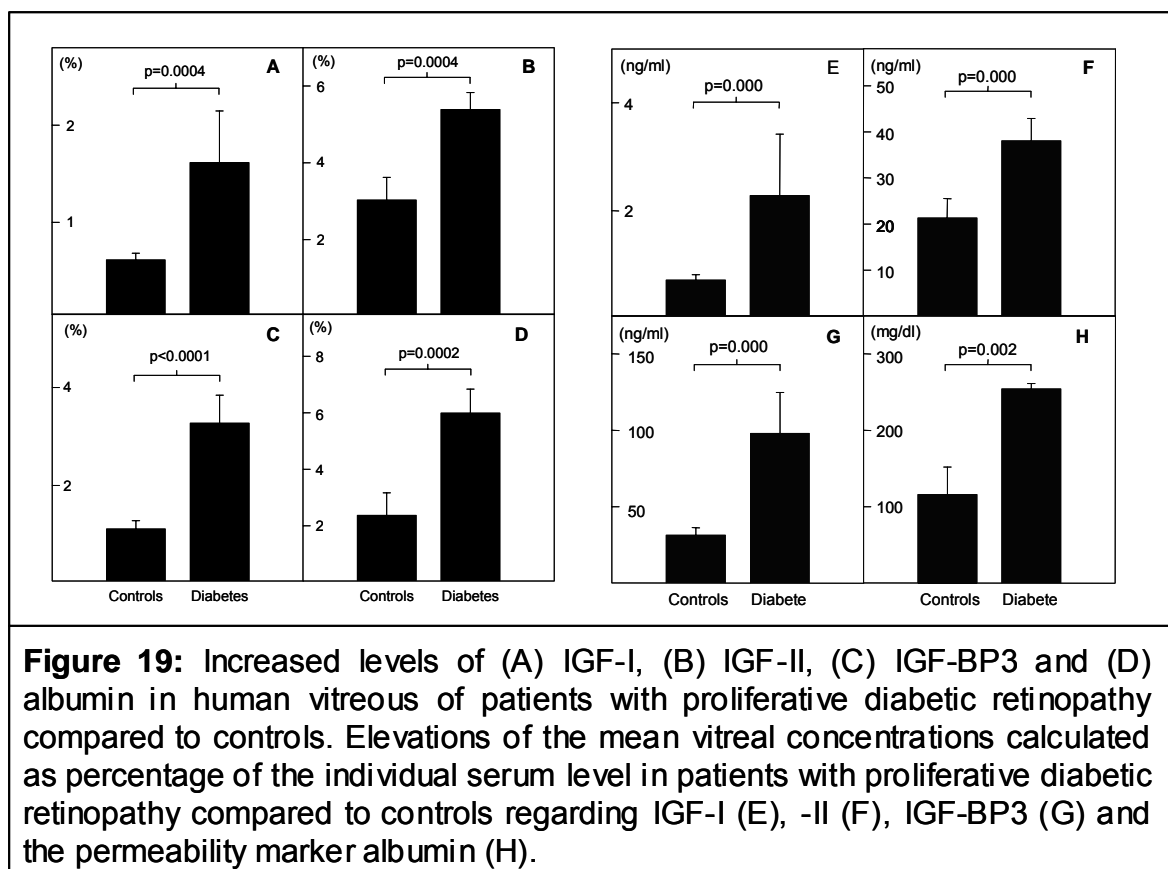 (%)
A
p=0.0004
2
1
(%)
B
p=0.0004
6
4
2
(%)
C
p<0.0001
4
2
Controls Diabetes
(%)
D
p=0.0002
8
6
4
2
Controls Diabetes
(ng/ml)
E
p=0.000
4
2
(ng/ml)
F
p=0.000
50
40
30
20
10
(ng/ml)
G
p=0.000
150
100
50
Controls Diabete
(mg/dl)
H
p=0.002
300
200
100
Controls Diabete
Figure 19: Increased levels of (A) IGF-I, (B) IGF-II, (C) IGF-BP3 and (D)
albumin in human vitreous of patients with proliferative diabetic retinopathy
compared to controls. Elevations of the mean vitreal concentrations calculated
as percentage of the individual serum level in patients with proliferative diabetic
retinopathy compared to controls regarding IGF-I (E), -II (F), IGF-BP3 (G) and
the permeability marker albumin (H).